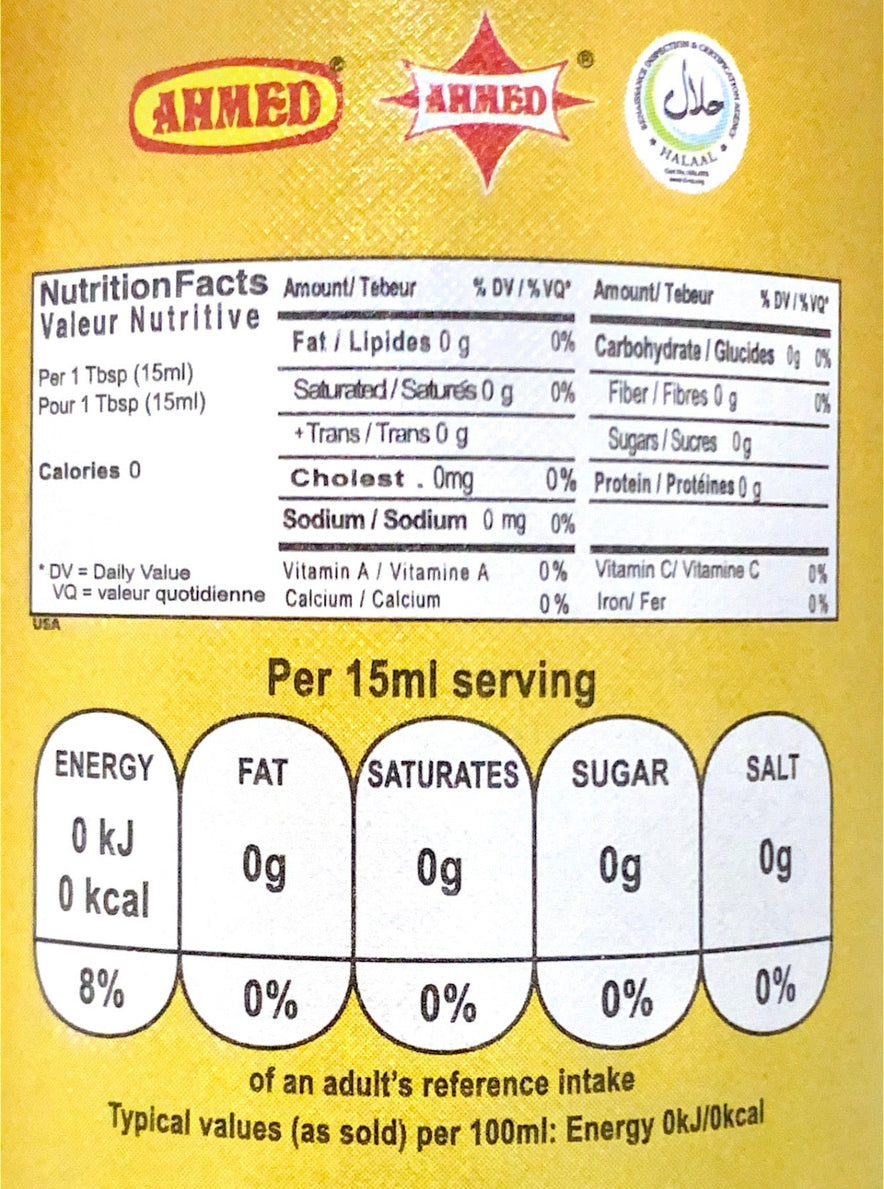 AHMED®
AHMED®
RENAISSANCE INSPECTION & CERTIFICATION AGENCY
حلال
HALAAL
Nutrition Facts
Valeur Nutritive
Per 1 Tbsp (15ml)
Pour 1 Tbsp (15ml)
Calories 0
* DV = Daily Value
VQ = valeur quotidienne
Amount/ Tebeur % DV / % VQ*
Fat / Lipides 0 g 0%
Saturated / Saturés 0 g 0%
+Trans / Trans 0 g
Cholest . 0mg 0%
Sodium / Sodium 0 mg 0%
Vitamin A / Vitamine A 0%
Calcium / Calcium 0%
Amount/ Tebeur % DV / % VQ*
Carbohydrate / Glucides 0g 0%
Fiber / Fibres 0 g 0%
Sugars / Sucres 0g
Protein / Protéines 0 g
Vitamin C/ Vitamine C 0%
Iron/ Fer 0%
USA
Per 15ml serving
ENERGY FAT SATURATES SUGAR SALT
0 kJ
0 kcal 0g 0g 0g 0g
8% 0% 0% 0% 0%
of an adult's reference intake
Typical values (as sold) per 100ml: Energy 0kJ/0kcal